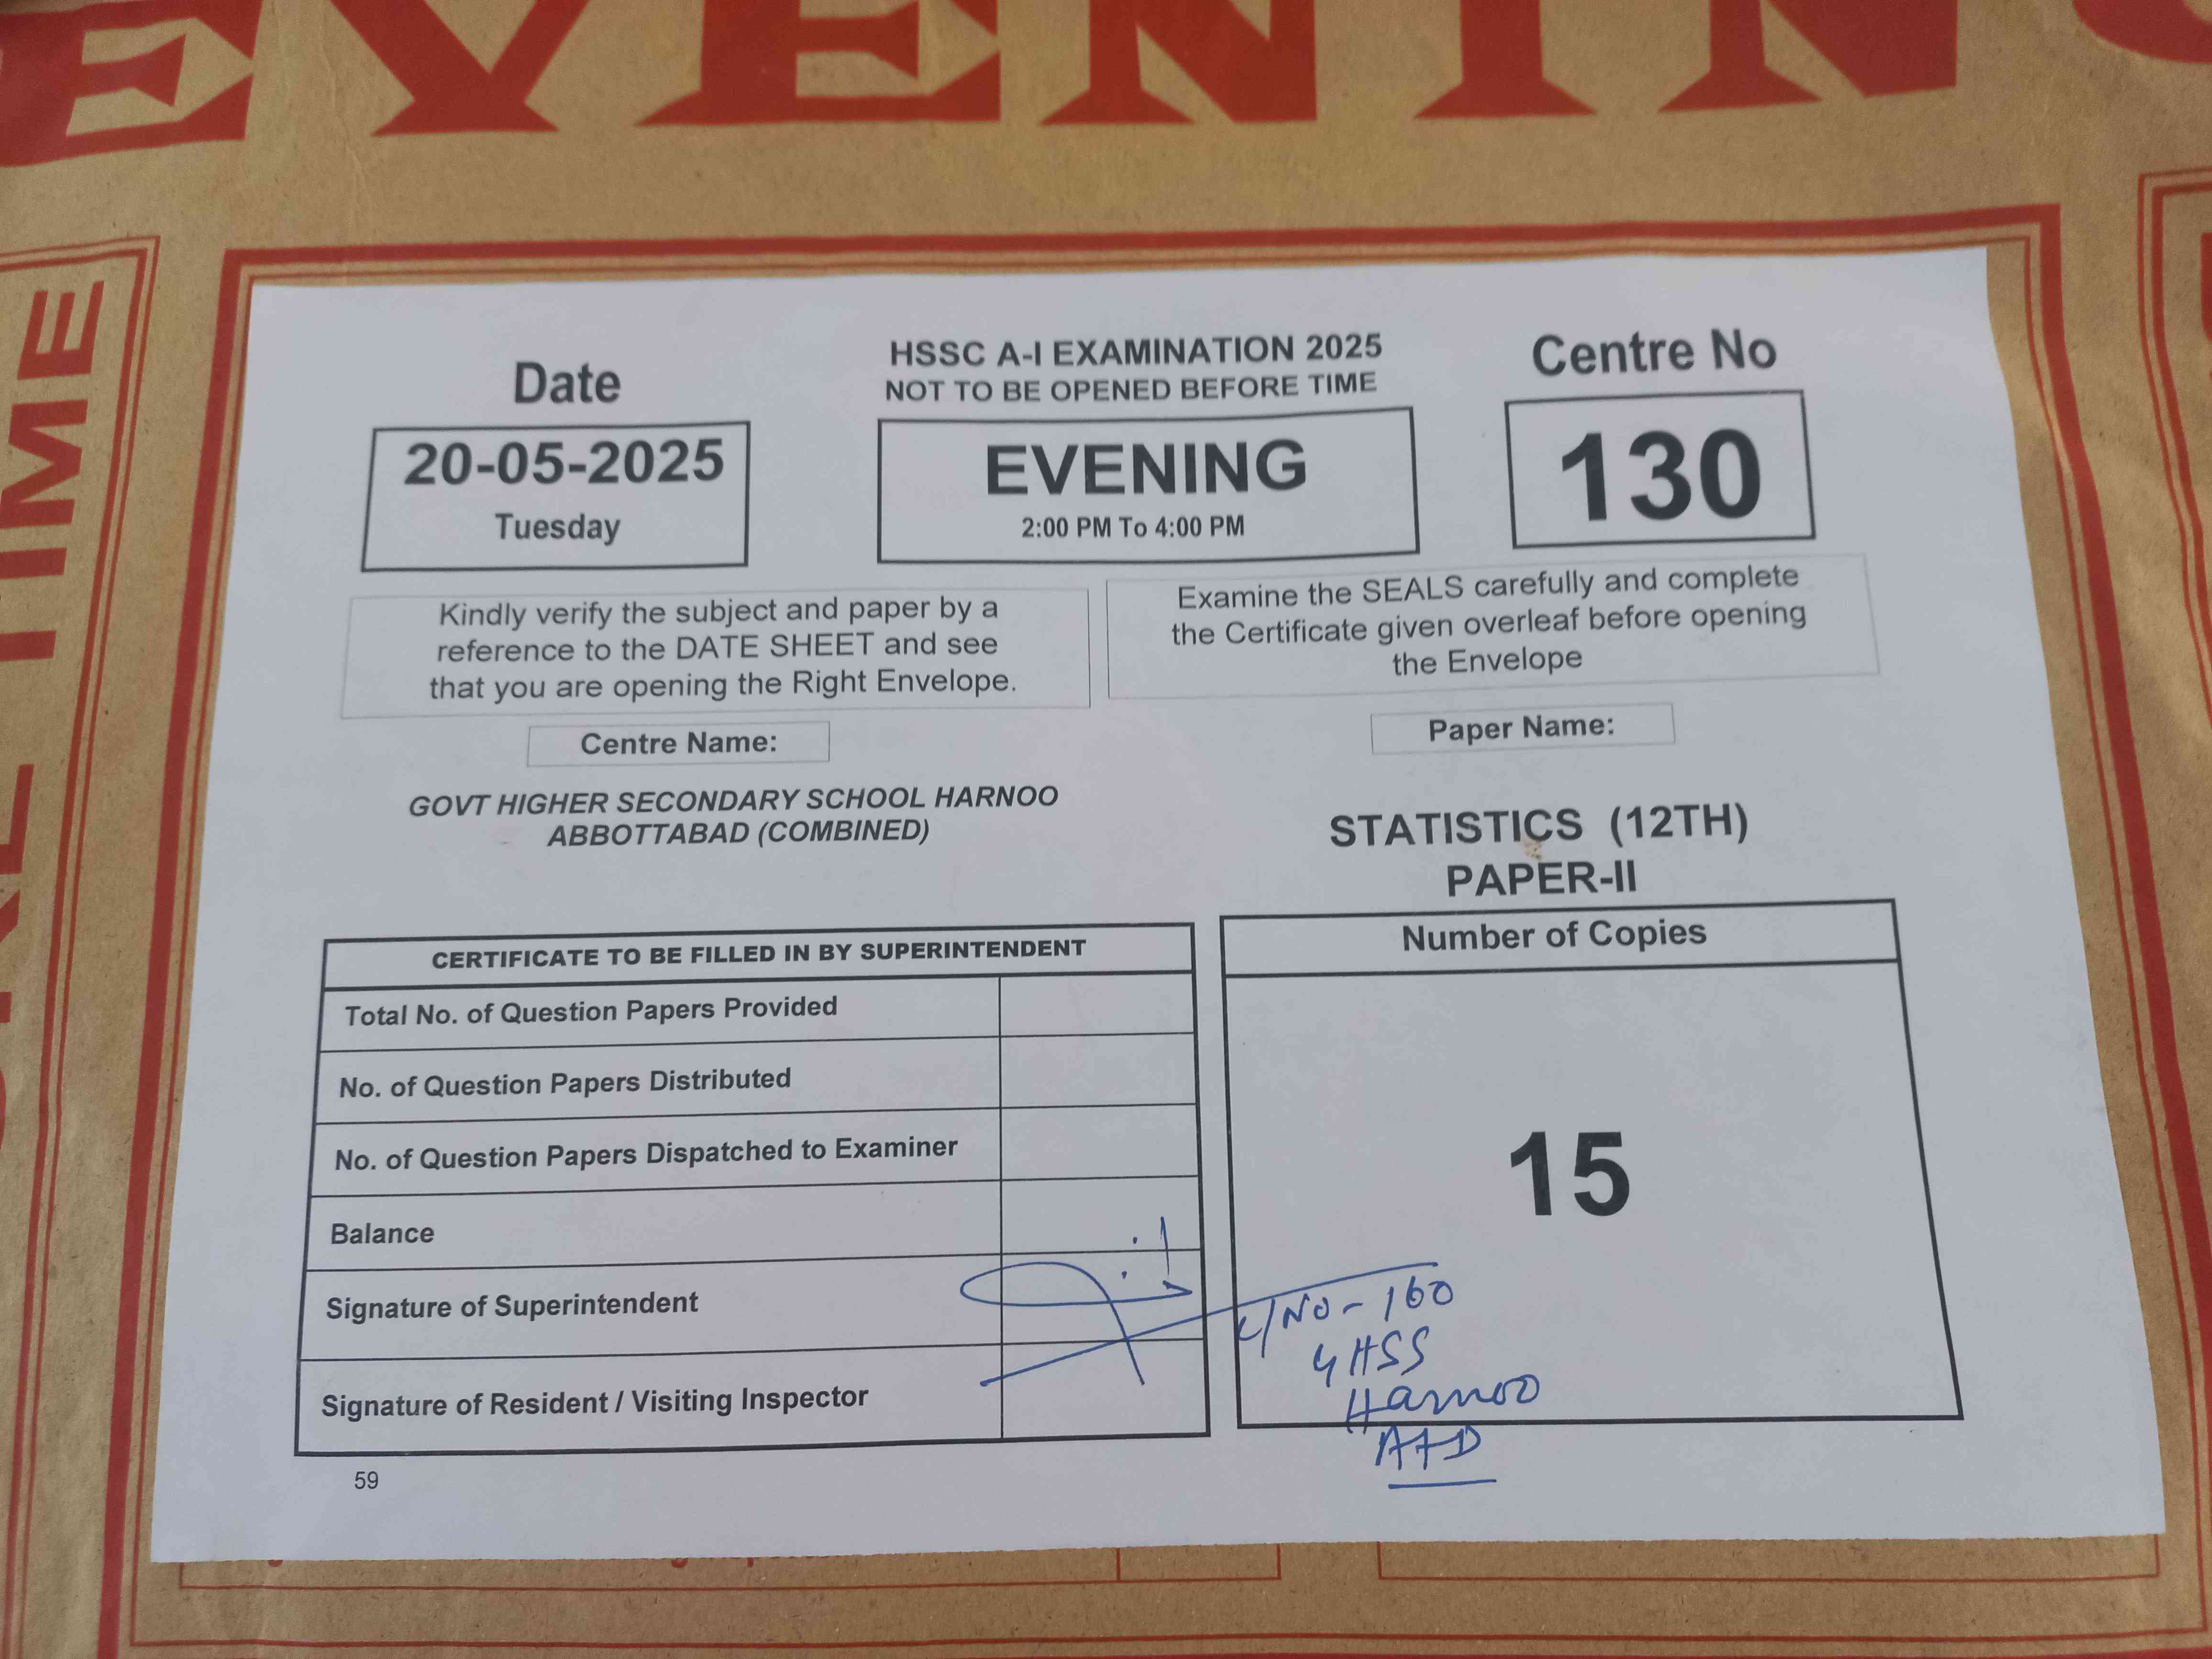 EVENING
TIME
HSSC A-I EXAMINATION 2025
NOT TO BE OPENED BEFORE TIME
Date
20-05-2025
Tuesday
EVENING
2:00 PM To 4:00 PM
Centre No
130
Kindly verify the subject and paper by a
reference to the DATE SHEET and see
that you are opening the Right Envelope.
Examine the SEALS carefully and complete
the Certificate given overleaf before opening
the Envelope
Centre Name:
GOVT HIGHER SECONDARY SCHOOL HARNOO
ABBOTTABAD (COMBINED)
Paper Name:
STATISTICS (12TH)
PAPER-II
CERTIFICATE TO BE FILLED IN BY SUPERINTENDENT
Total No. of Question Papers Provided
No. of Question Papers Distributed
No. of Question Papers Dispatched to Examiner
Balance
Signature of Superintendent
Signature of Resident / Visiting Inspector
Number of Copies
15
C/NO-160
GHSS
Harnoo
ATD
59